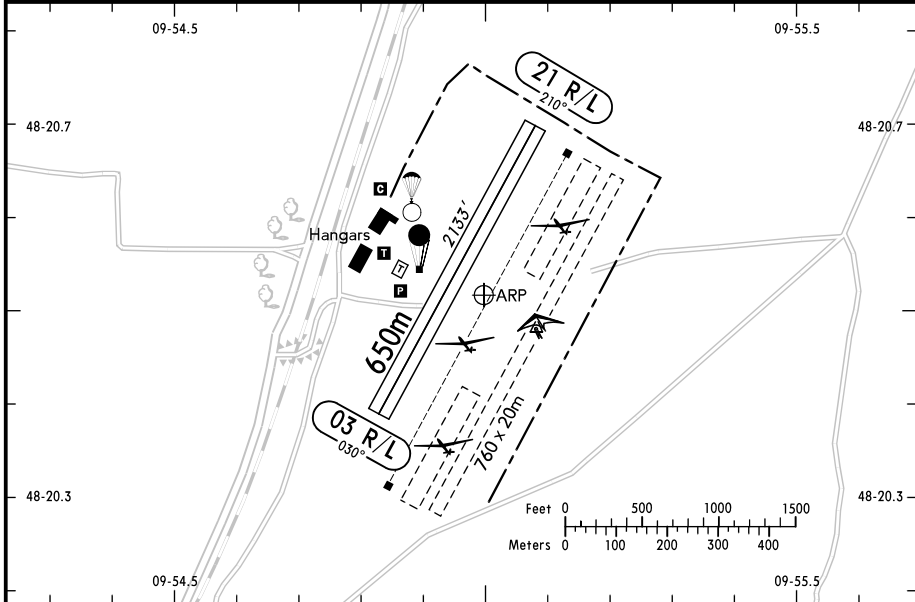 09-54.5
09-55.5
21 R/L
210°
48-20.7
48-20.7
C
2133'
Hangars
T
T
P
ARP
650m
03 R/L
030°
760 x 20m
48-20.3
48-20.3
Feet 0 500 1000 1500
Meters 0 100 200 300 400
09-54.5
09-55.5